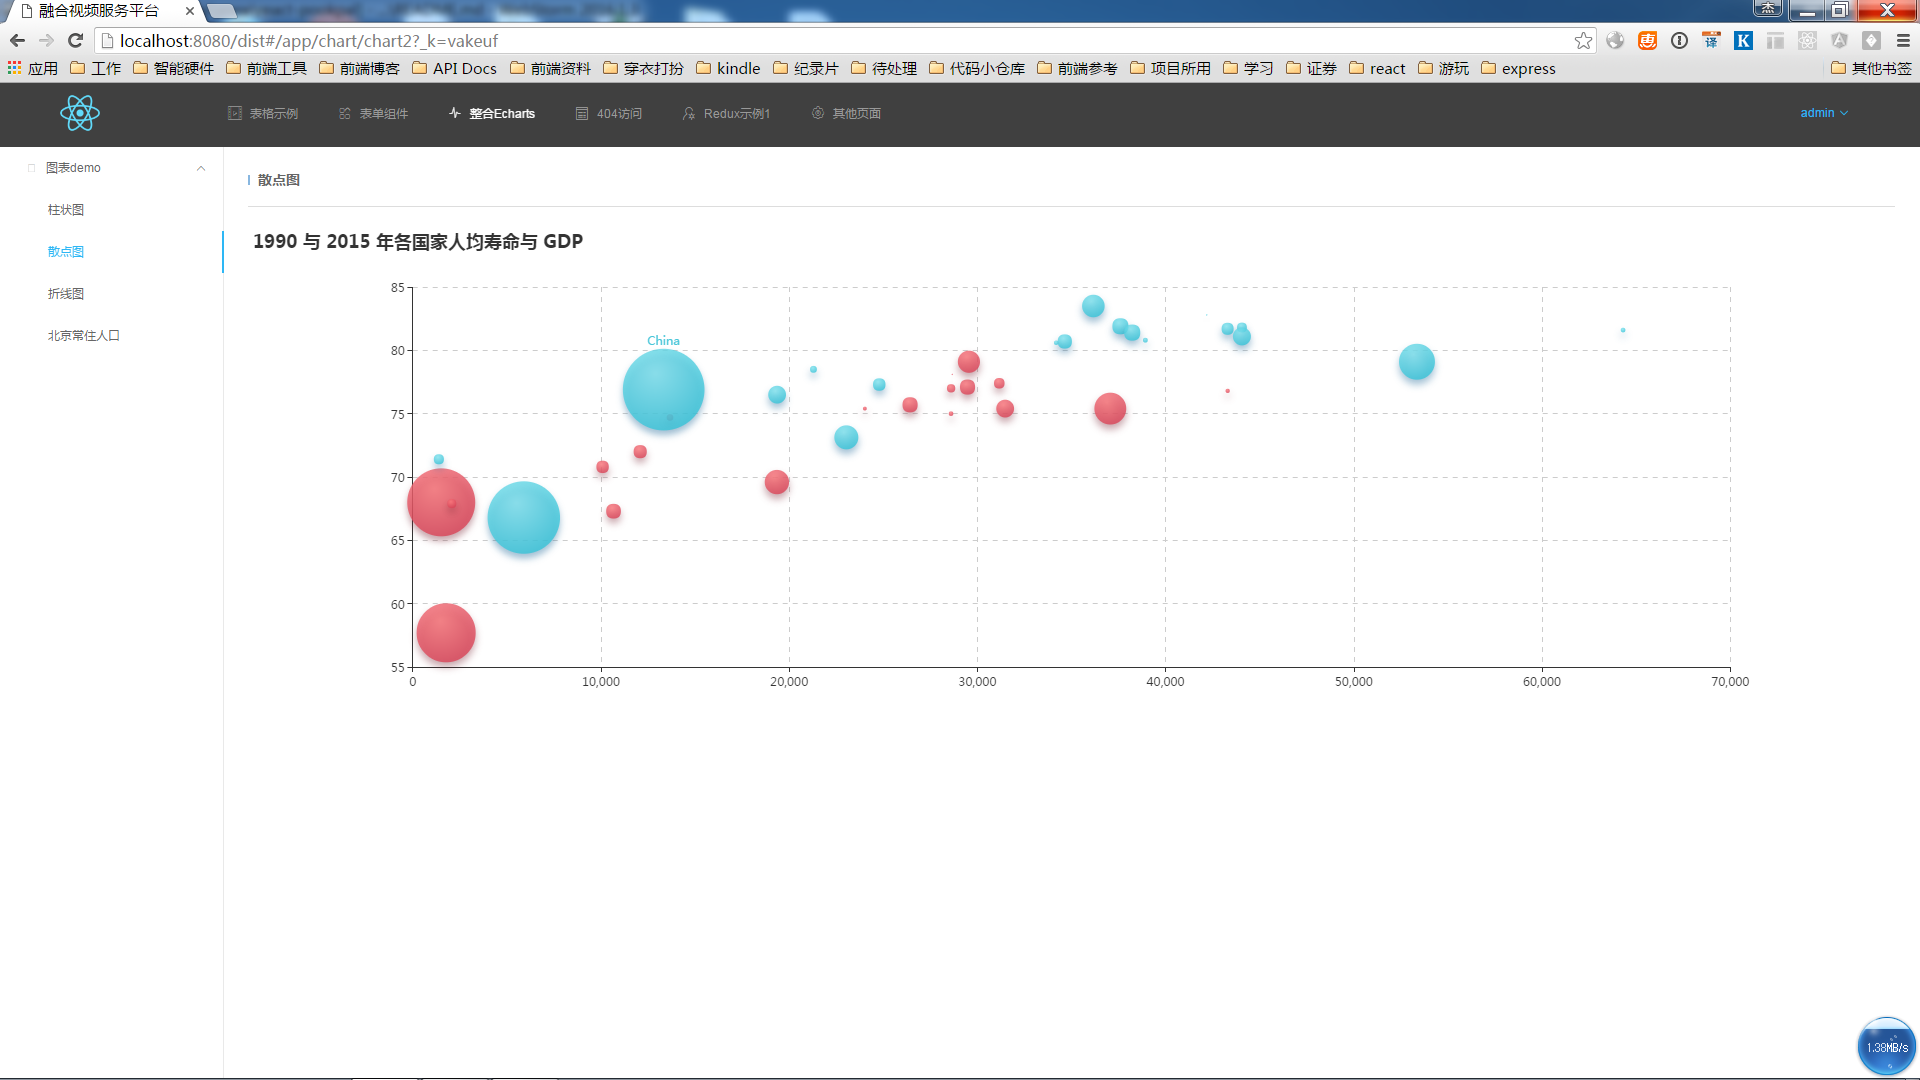 融合视频服务平台
杰
localhost:8080/dist#/app/chart/chart2?_k=vakeuf
惠 译 K
应用 工作 智能硬件 前端工具 前端博客 API Docs 前端资料 穿衣打扮 kindle 纪录片 待处理 代码小仓库 前端参考 项目所用 学习 证券 react 游玩 express 其他书签
表格示例 表单组件 整合Echarts 404访问 Redux示例1 其他页面 admin
图表demo
柱状图
散点图
折线图
北京常住人口
散点图
1990 与 2015 年各国家人均寿命与 GDP
85
80
75
70
65
60
55
China
0 10,000 20,000 30,000 40,000 50,000 60,000 70,000
1.38MB/s